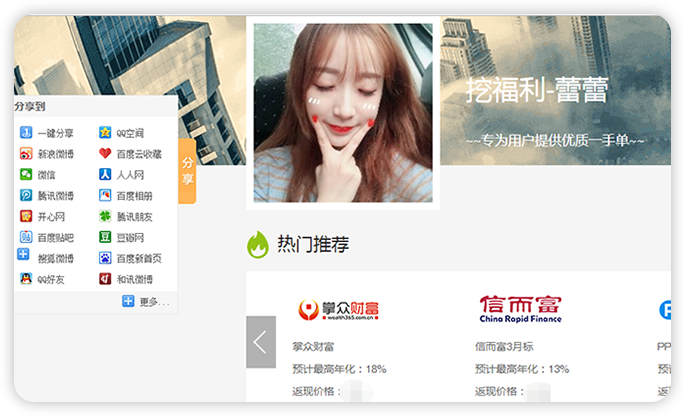 挖福利-蕾蕾
~~专为用户提供优质一手单~~
分享到
一键分享 QQ空间
新浪微博 百度云收藏
微信 人人网
腾讯微博 百度相册
开心网 腾讯朋友
百度贴吧 豆瓣网
搜狐微博 百度新首页
QQ好友 和讯微博
更多...
分享
热门推荐
掌众财富 信而富
wealth365.com.cn China Rapid Finance
掌众财富 信而富3月标 PP
预计最高年化：18% 预计最高年化：13% 预
返现价格： 返现价格： 返